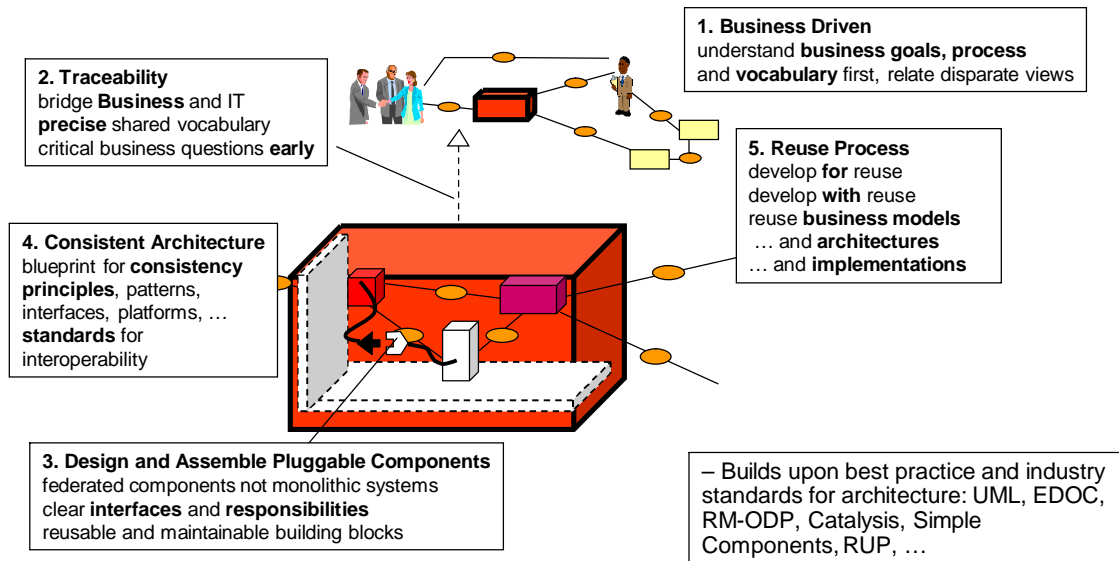 1. Business Driven
understand business goals, process
and vocabulary first, relate disparate views
2. Traceability
bridge Business and IT
precise shared vocabulary
critical business questions early
5. Reuse Process
develop for reuse
develop with reuse
reuse business models
… and architectures
… and implementations
4. Consistent Architecture
blueprint for consistency
principles, patterns,
interfaces, platforms, …
standards for
interoperability
3. Design and Assemble Pluggable Components
federated components not monolithic systems
clear interfaces and responsibilities
reusable and maintainable building blocks
– Builds upon best practice and industry
standards for architecture: UML, EDOC,
RM-ODP, Catalysis, Simple
Components, RUP, …